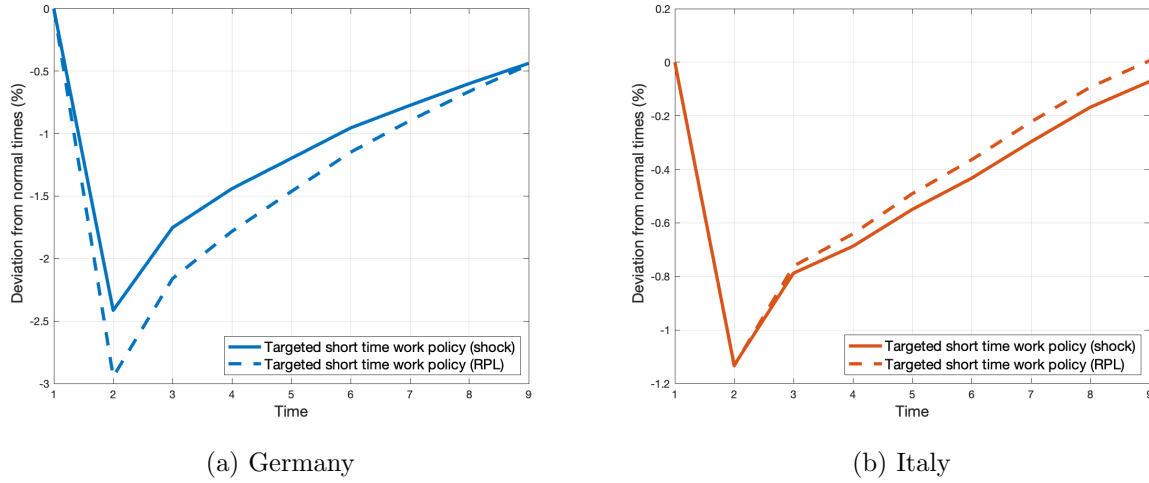 0
-0.5
-1
-1.5
-2
-2.5
-3
Deviation from normal times (%)
Targeted short time work policy (shock)
Targeted short time work policy (RPL)
1 2 3 4 5 6 7 8 9
Time
(a) Germany
0.2
0
-0.2
-0.4
-0.6
-0.8
-1
-1.2
Deviation from normal times (%)
Targeted short time work policy (shock)
Targeted short time work policy (RPL)
1 2 3 4 5 6 7 8 9
Time
(b) Italy